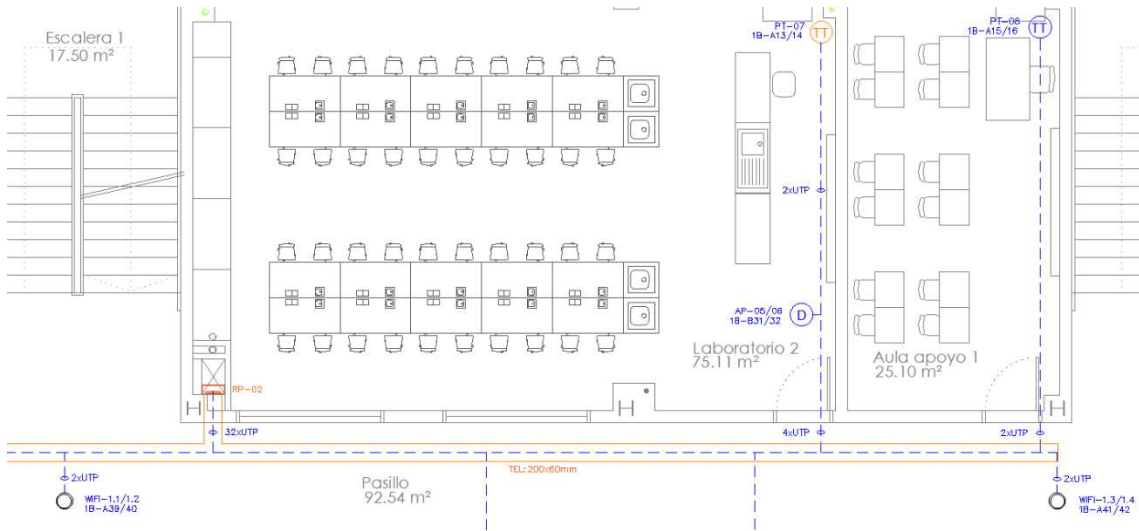 Escalera 1
17.50 m²
PT-07
1B-A13/14
TT
PT-08
1B-A15/16
TT
2xUTP
AP-05/06
1B-B31/32
D
Laboratorio 2
75.11 m²
Aula apoyo 1
25.10 m²
RP-02
H
H
H
32xUTP
4xUTP
2xUTP
TEL: 200x60mm
2xUTP
WIFI-1.1/1.2
1B-A39/40
Pasillo
92.54 m²
2xUTP
WIFI-1.3/1.4
1B-A41/42